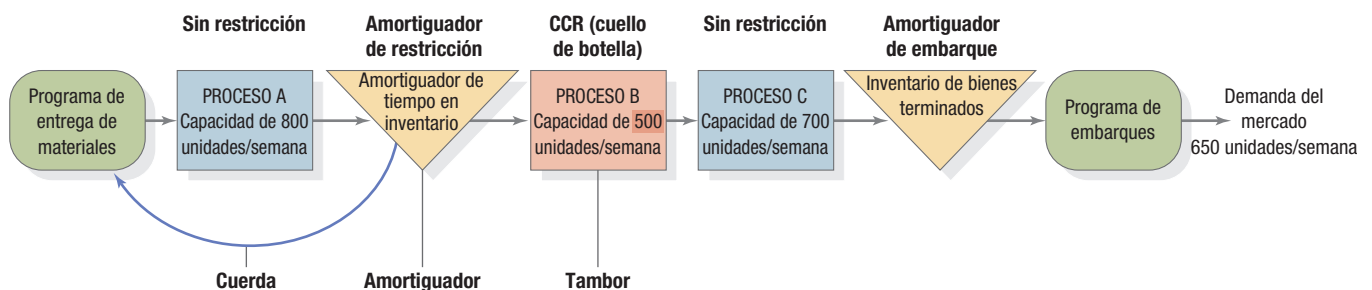 Sin restricción
Amortiguador
de restricción
CCR (cuello
de botella)
Sin restricción
Amortiguador
de embarque
Programa de
entrega de
materiales
PROCESO A
Capacidad de 800
unidades/semana
Amortiguador de
tiempo en
inventario
PROCESO B
Capacidad de 500
unidades/semana
PROCESO C
Capacidad de 700
unidades/semana
Inventario de bienes
terminados
Programa de
embarques
Demanda del
mercado
650 unidades/semana
Cuerda
Amortiguador
Tambor